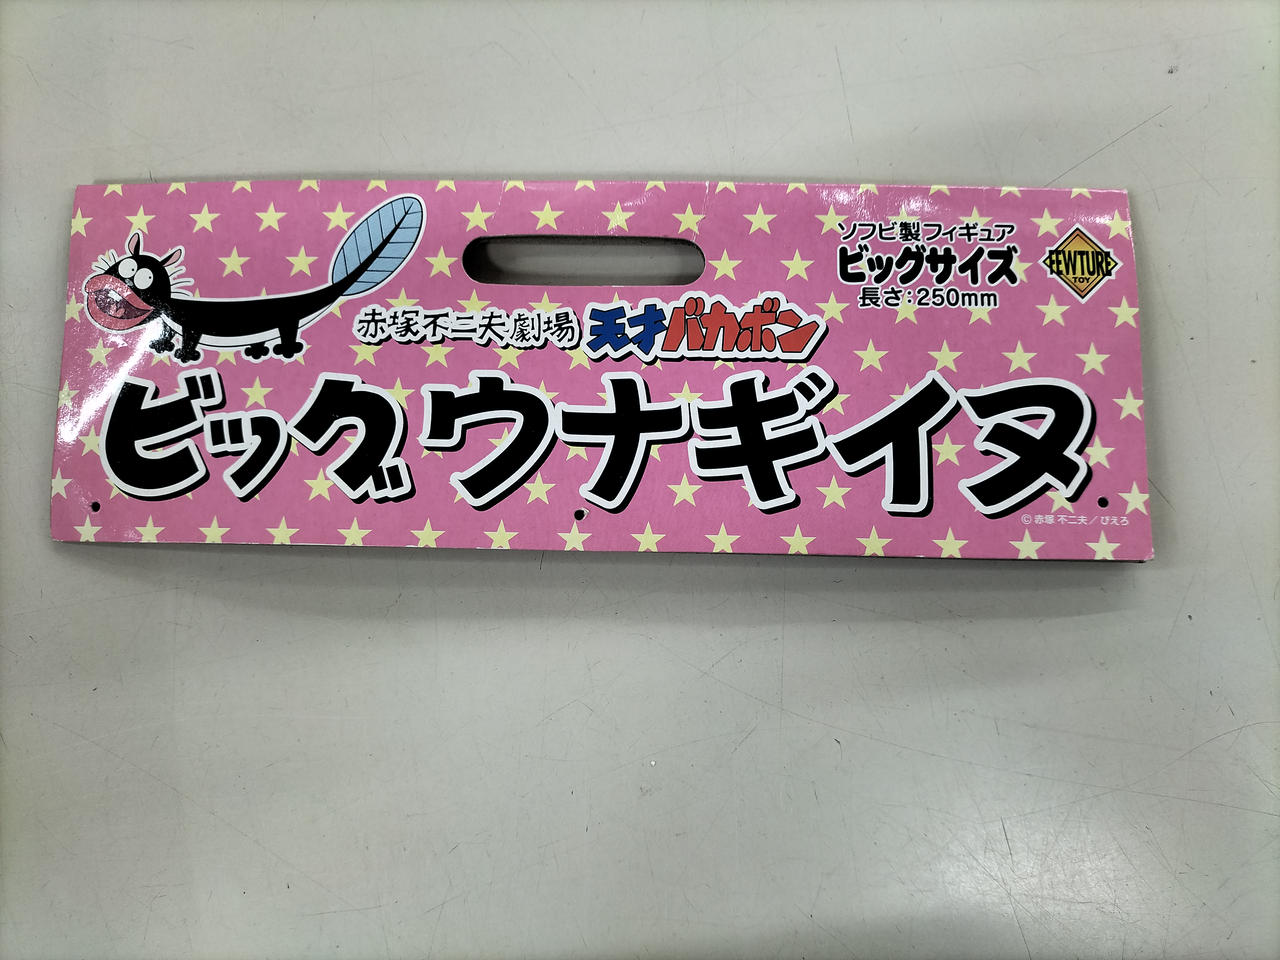 ソフビ製フィギュア
ビッグサイズ
長さ:250mm
FEWTURE
TOY
赤塚不二夫劇場 天才バカボン
ビッグウナギイヌ
© 赤塚 不二夫／ぴえろ